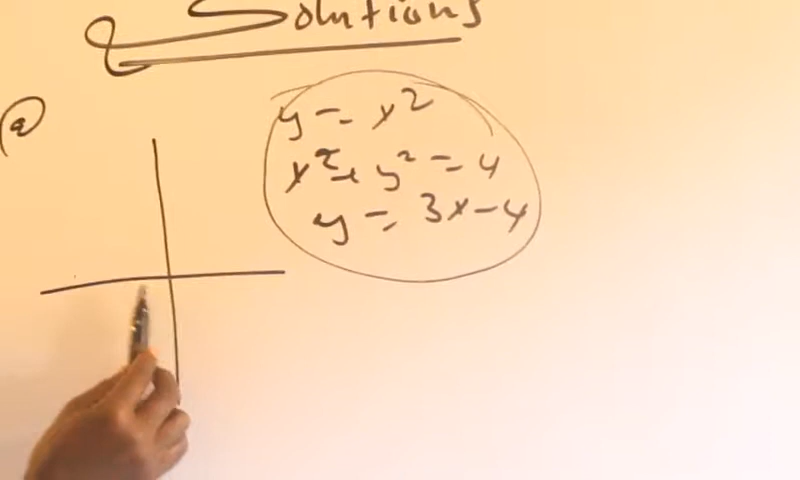 Solutions
(a)
y = x²
x² + y² = 4
y = 3x - 4